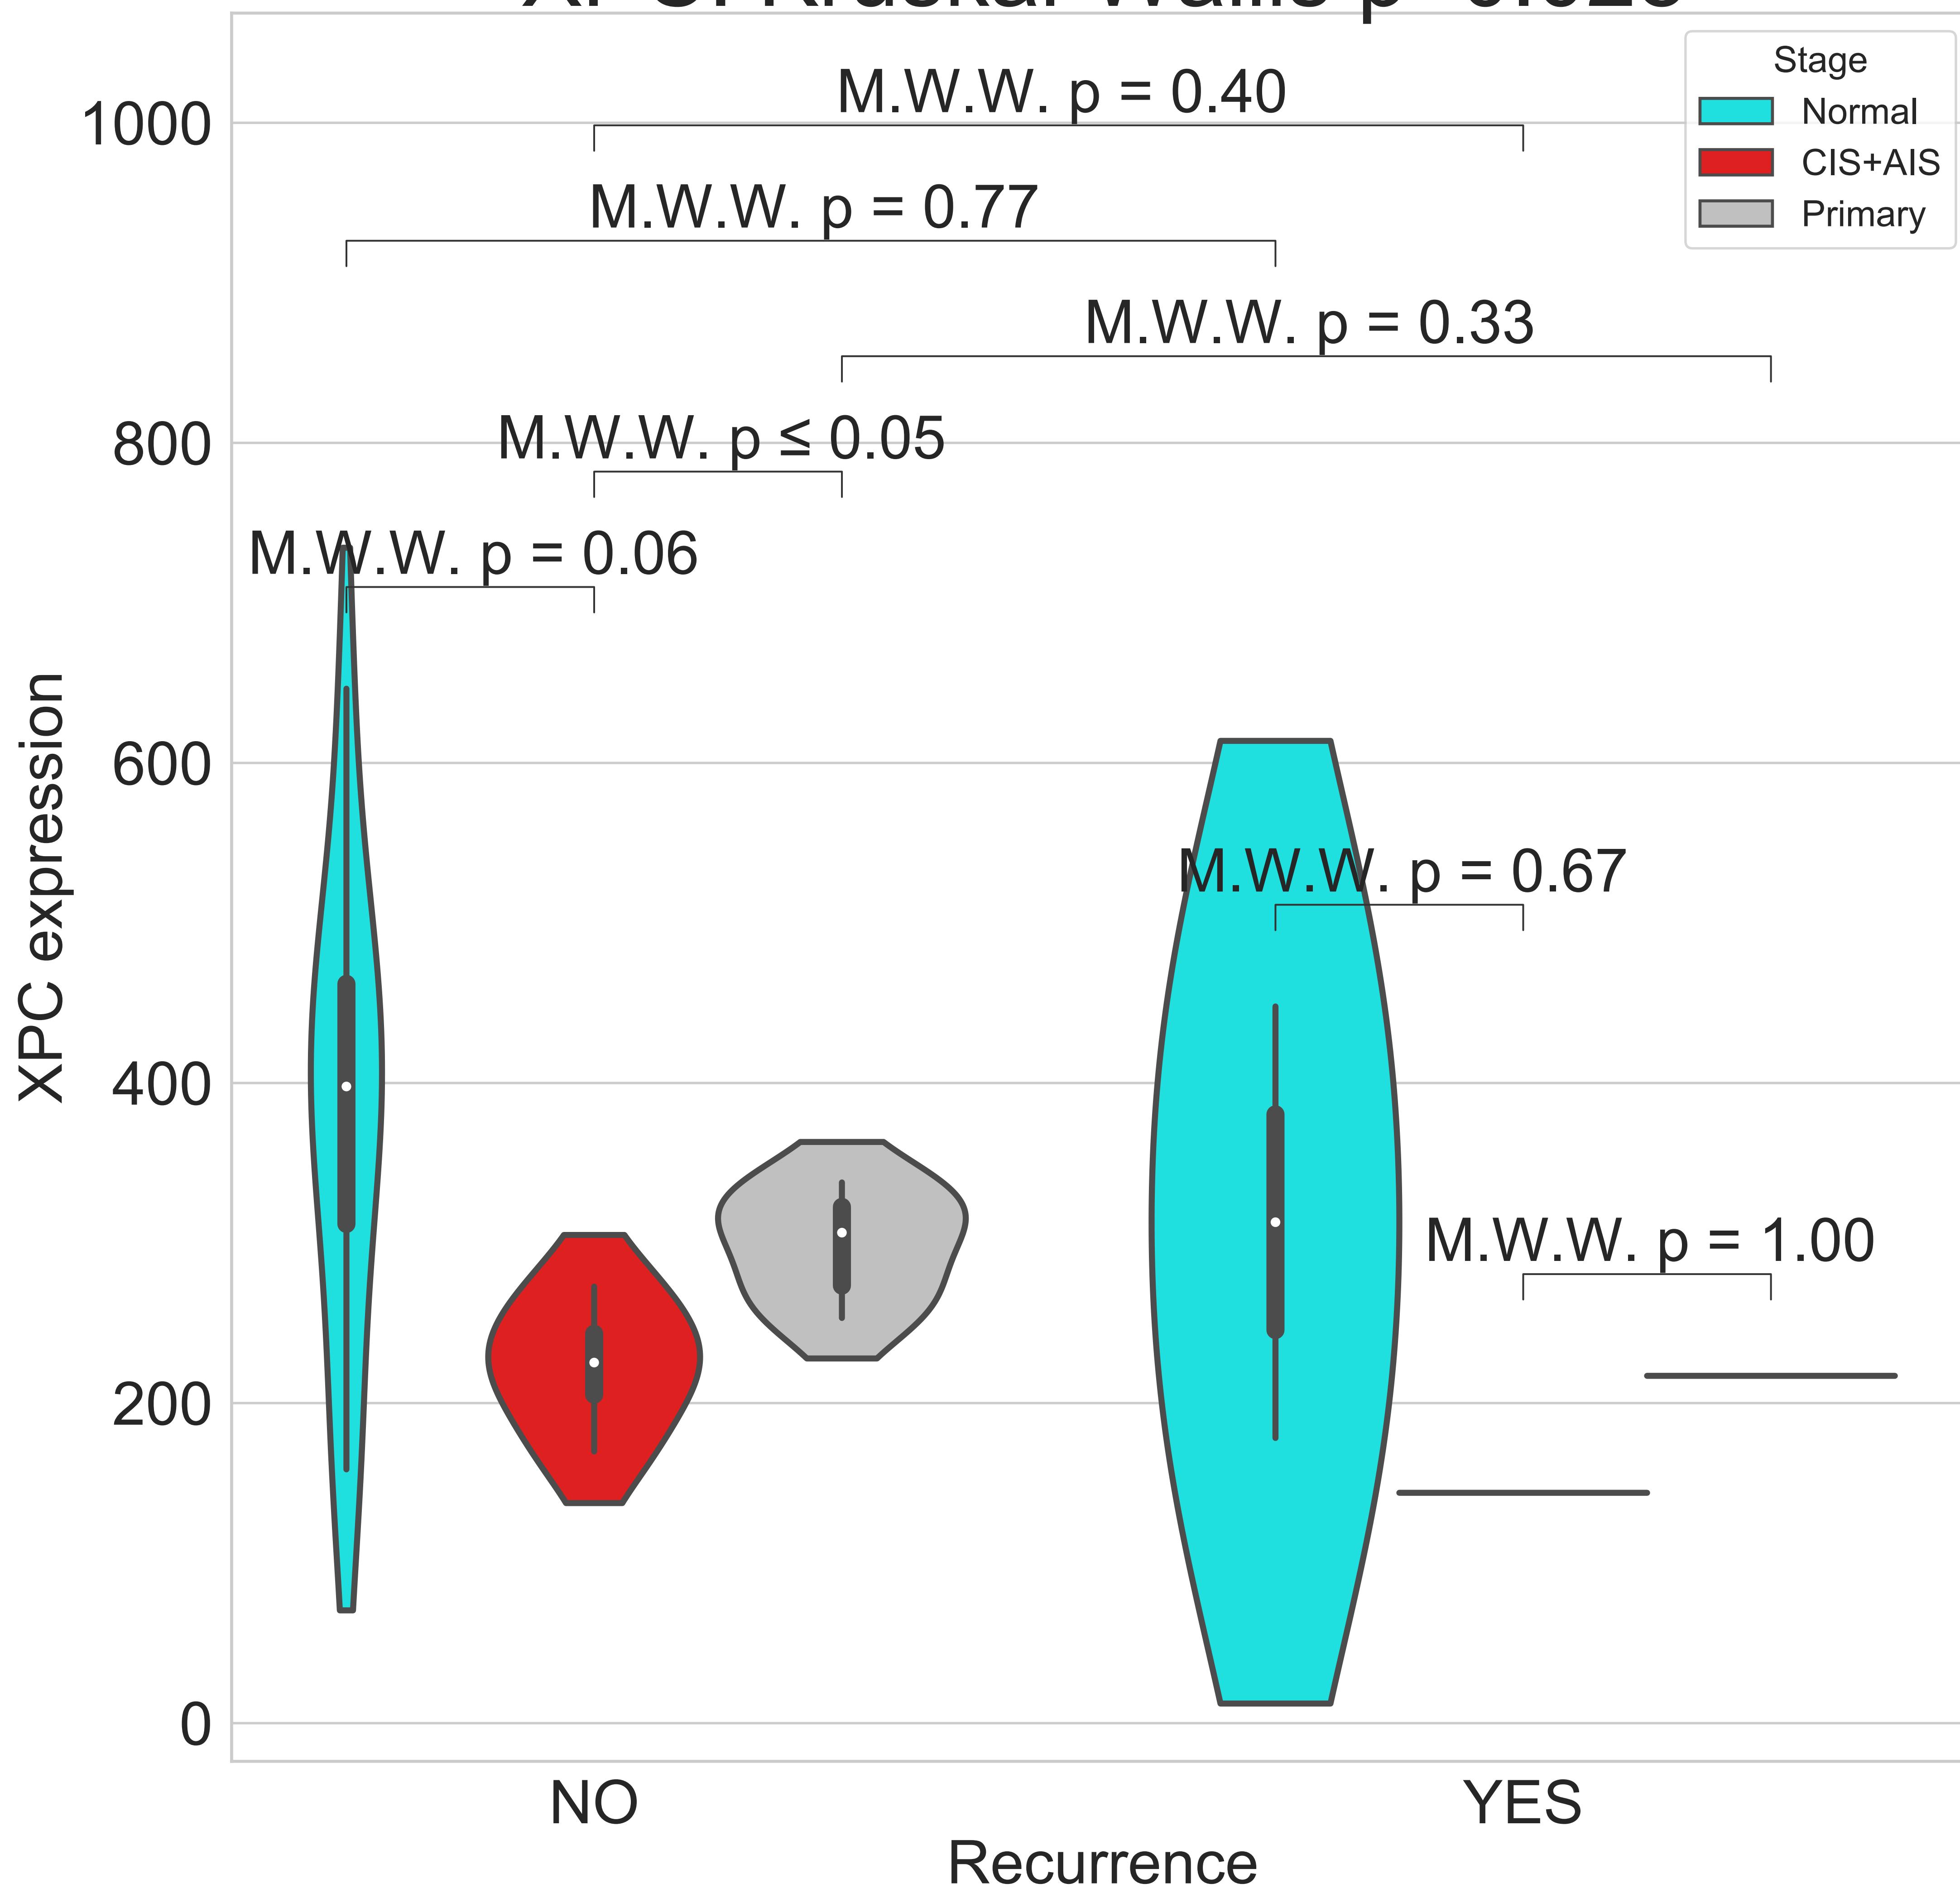 Stage
Normal
CIS+AIS
Primary
M.W.W. p = 0.40
M.W.W. p = 0.77
M.W.W. p = 0.33
M.W.W. p ≤ 0.05
M.W.W. p = 0.06
M.W.W. p = 0.67
M.W.W. p = 1.00
1000
800
600
400
200
0
XPC expression
NO
YES
Recurrence